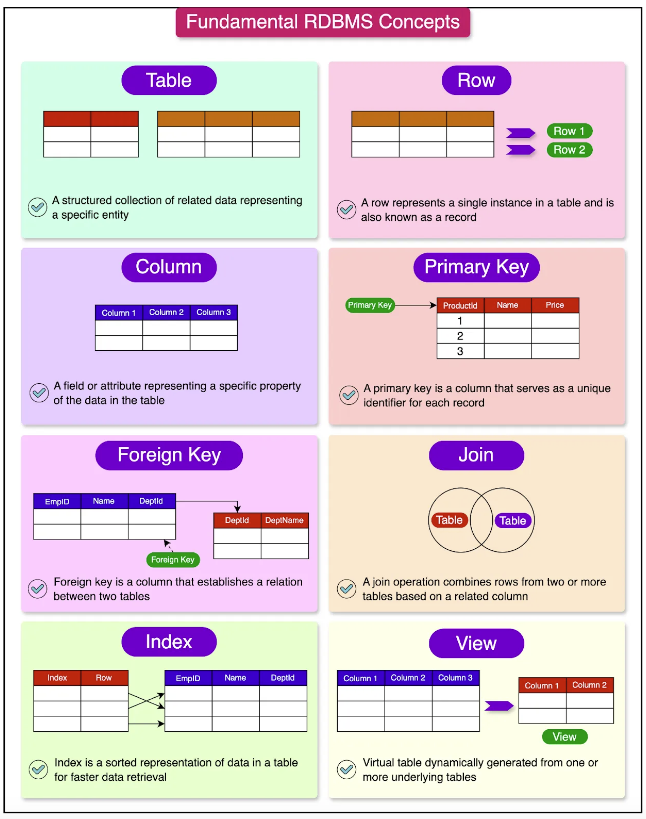 Fundamental RDBMS Concepts
Table
A structured collection of related data representing
a specific entity
Row
Row 1
Row 2
A row represents a single instance in a table and is
also known as a record
Column
Column 1 Column 2 Column 3
A field or attribute representing a specific property
of the data in the table
Primary Key
Primary Key
ProductId Name Price
1
2
3
A primary key is a column that serves as a unique
identifier for each record
Foreign Key
EmpID Name DeptId
DeptId DeptName
Foreign Key
Foreign key is a column that establishes a relation
between two tables
Join
Table Table
A join operation combines rows from two or more
tables based on a related column
Index
Index Row
EmpID Name DeptId
Index is a sorted representation of data in a table
for faster data retrieval
View
Column 1 Column 2 Column 3
Column 1 Column 2
View
Virtual table dynamically generated from one or
more underlying tables